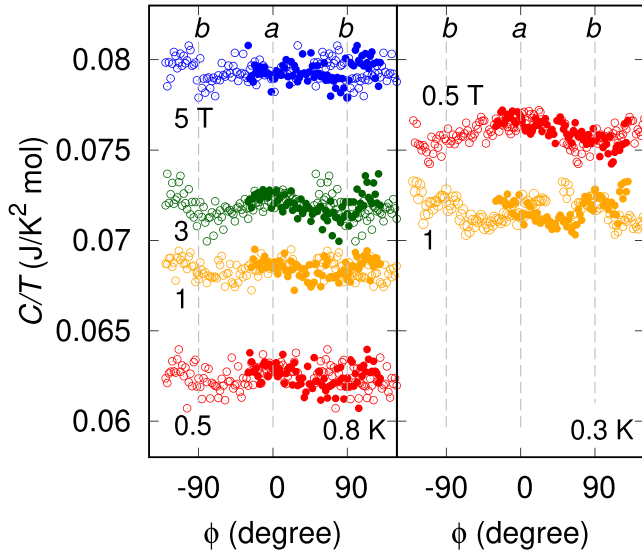 b a b b a b
0.08
0.075
0.07
0.065
0.06
C/T (J/K² mol)
5 T
3
1
0.5
0.8 K
0.5 T
1
0.3 K
-90 0 90 -90 0 90
ϕ (degree) ϕ (degree)